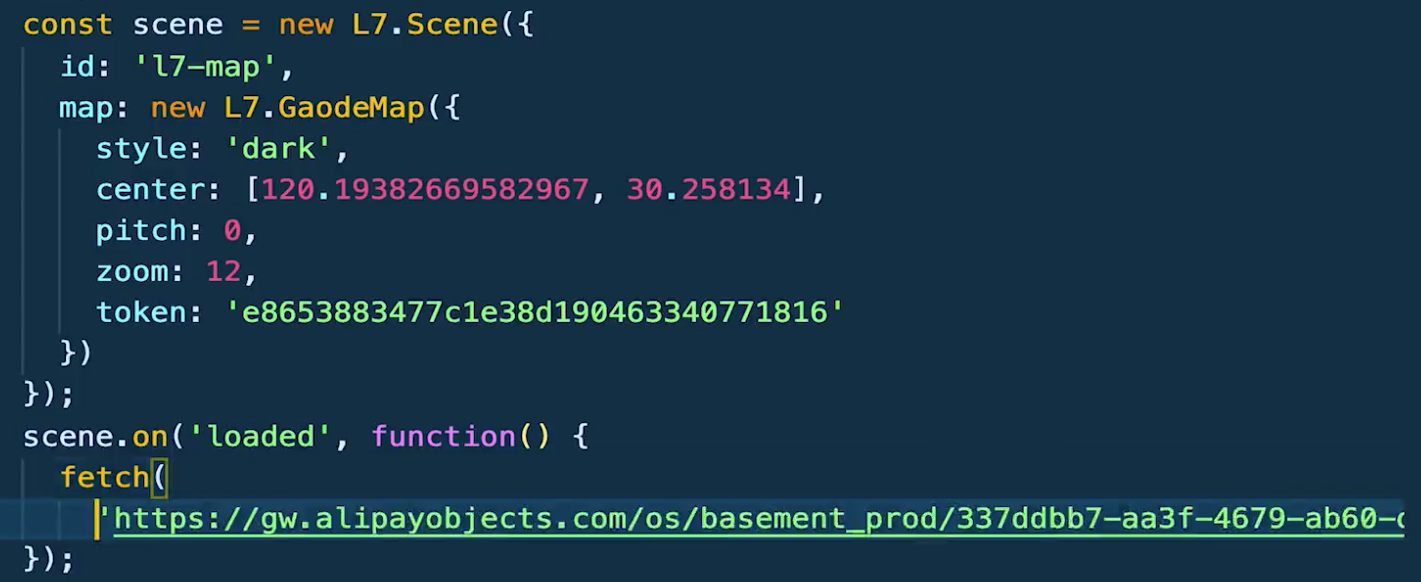 const scene = new L7.Scene({
id: 'l7-map',
map: new L7.GaodeMap({
style: 'dark',
center: [120.19382669582967, 30.258134],
pitch: 0,
zoom: 12,
token: 'e8653883477c1e38d190463340771816'
})
});
scene.on('loaded', function() {
fetch(
'https://gw.alipayobjects.com/os/basement_prod/337ddbb7-aa3f-4679-ab60-
});